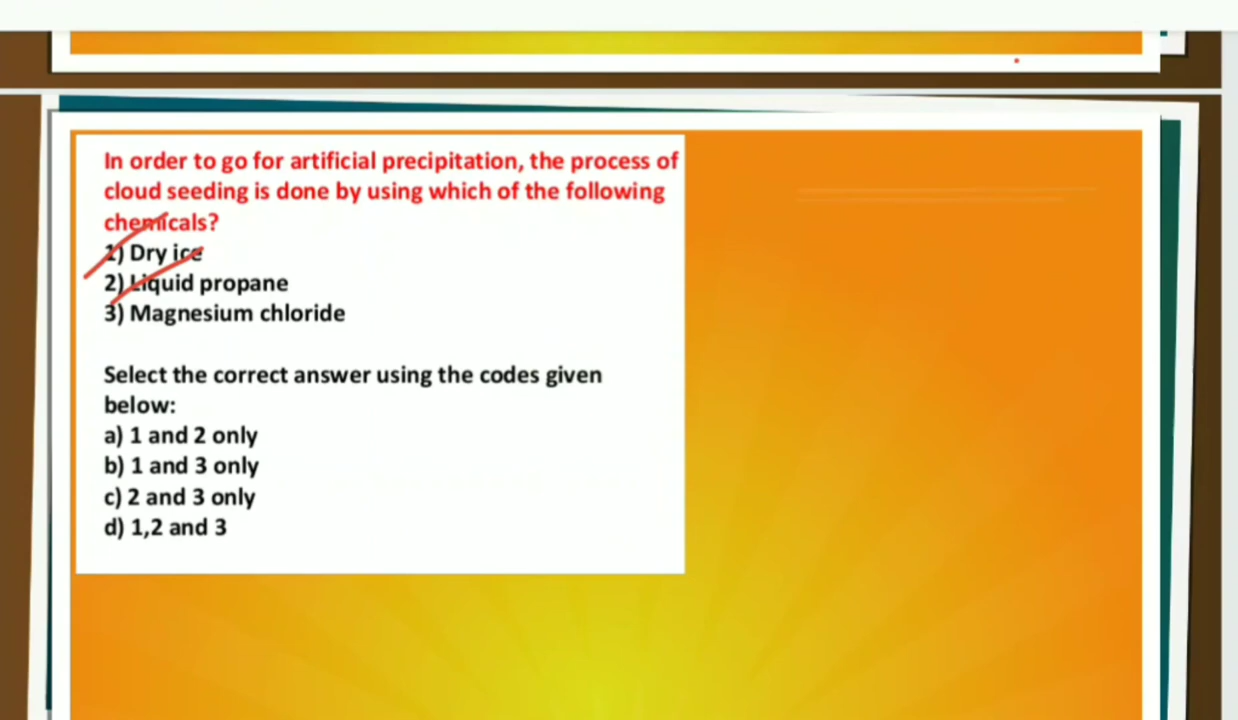 In order to go for artificial precipitation, the process of
cloud seeding is done by using which of the following
chemicals?
1) Dry ice
2) Liquid propane
3) Magnesium chloride
Select the correct answer using the codes given
below:
a) 1 and 2 only
b) 1 and 3 only
c) 2 and 3 only
d) 1,2 and 3